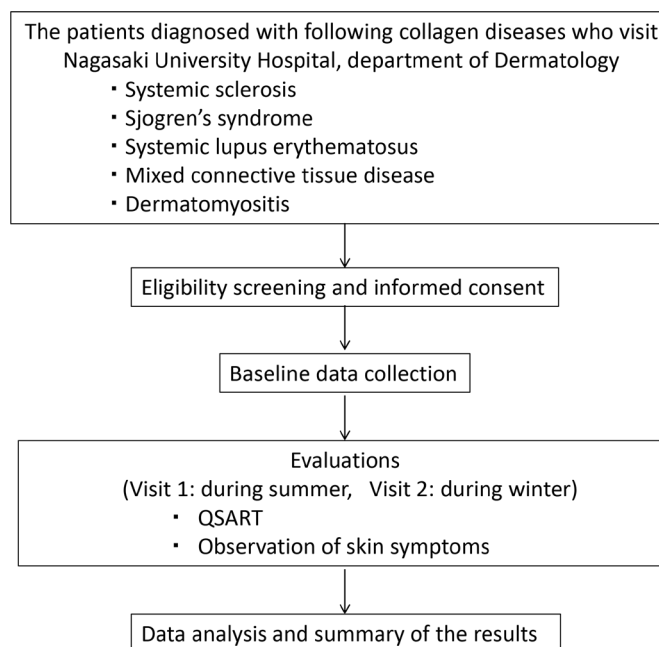 The patients diagnosed with following collagen diseases who visit
Nagasaki University Hospital, department of Dermatology
・Systemic sclerosis
・Sjogren’s syndrome
・Systemic lupus erythematosus
・Mixed connective tissue disease
・Dermatomyositis
Eligibility screening and informed consent
Baseline data collection
Evaluations
(Visit 1: during summer, Visit 2: during winter)
・ QSART
・ Observation of skin symptoms
Data analysis and summary of the results